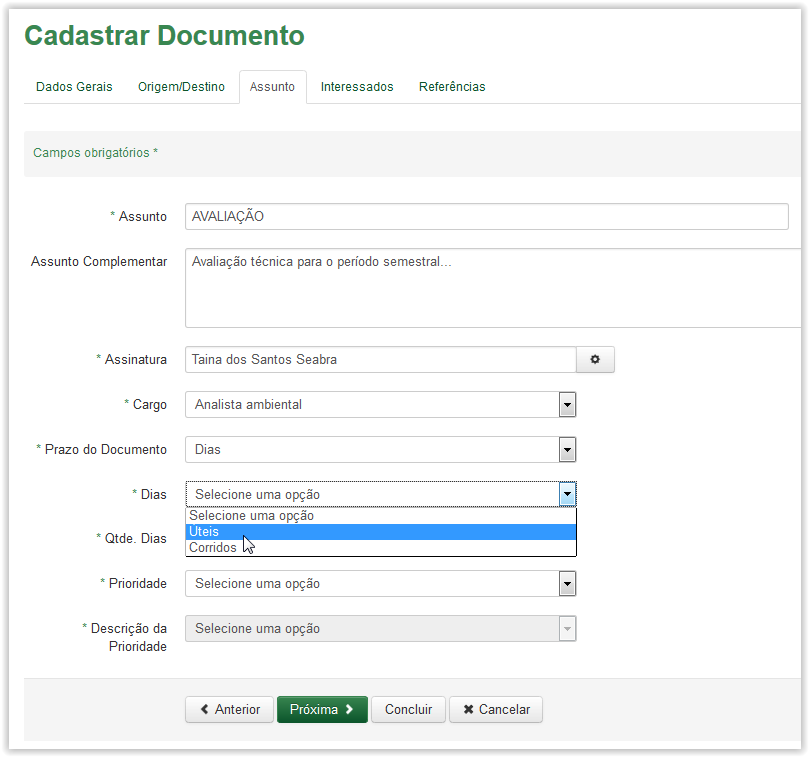 Cadastrar Documento
Dados Gerais Origem/Destino Assunto Interessados Referências
Campos obrigatórios *
* Assunto AVALIAÇÃO
Assunto Complementar Avaliação técnica para o período semestral...
* Assinatura Taina dos Santos Seabra
* Cargo Analista ambiental
* Prazo do Documento Dias
* Dias Selecione uma opção
Selecione uma opção
Uteis
* Qtde. Dias
Corridos
* Prioridade Selecione uma opção
* Descrição da Selecione uma opção
Prioridade
Anterior Próxima Concluir Cancelar